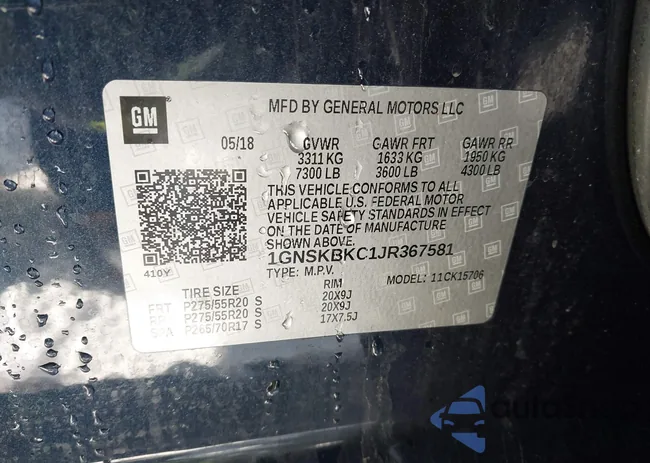 GM
MFD BY GENERAL MOTORS LLC
05/18 GVWR GAWR FRT GAWR RR
3311 KG 1633 KG 1950 KG
7300 LB 3600 LB 4300 LB
THIS VEHICLE CONFORMS TO ALL
APPLICABLE U.S. FEDERAL MOTOR
VEHICLE SAFETY STANDARDS IN EFFECT
ON THE DATE OF MANUFACTURE
SHOWN ABOVE.
1GNSKBKC1JR367581
410Y
TYPE: M.P.V. MODEL: 11CK15706
TIRE SIZE RIM
FRT P275/55R20 S 20X9J
RR P275/55R20 S 20X9J
SPA P265/70R17 S 17X7.5J